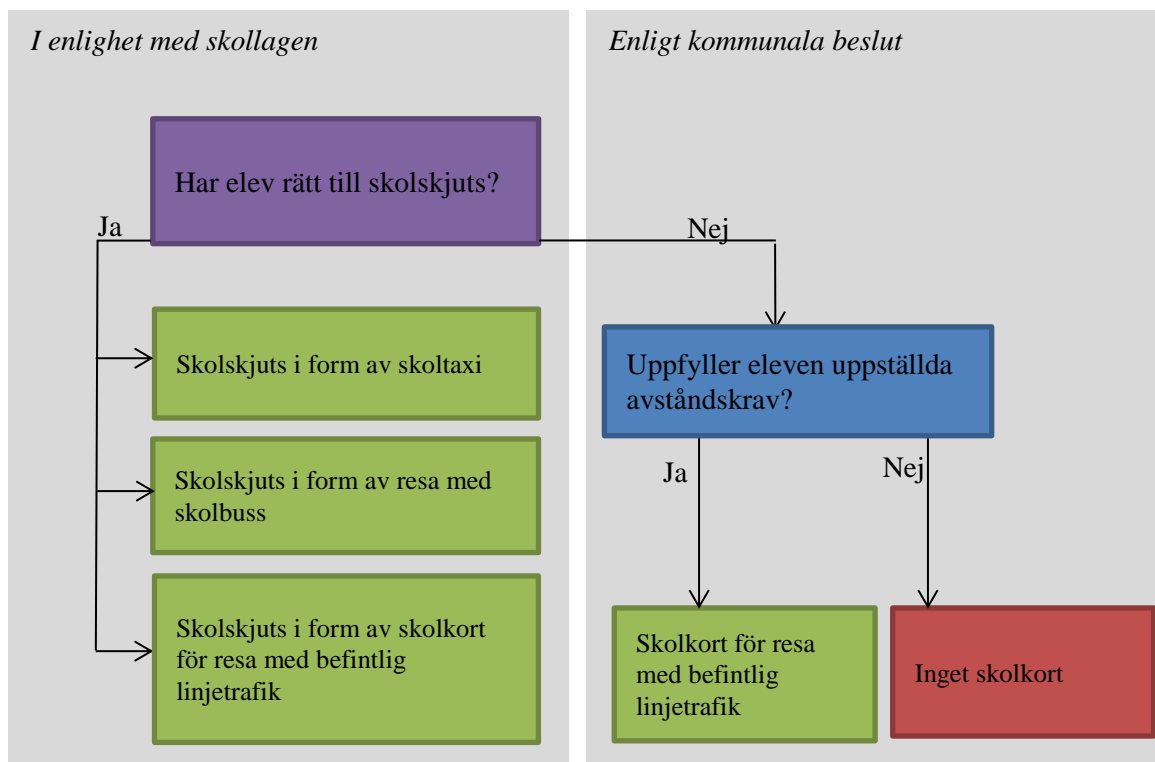 I enlighet med skollagen
Har elev rätt till skolskjuts?
Ja
Skolskjuts i form av skoltaxi
Skolskjuts i form av resa med
skolbuss
Skolskjuts i form av skolkort
för resa med befintlig
linjetrafik
Enligt kommunala beslut
Nej
Uppfyller eleven uppställda
avståndskrav?
Ja
Nej
Skolkort för resa
med befintlig
linjetrafik
Inget skolkort